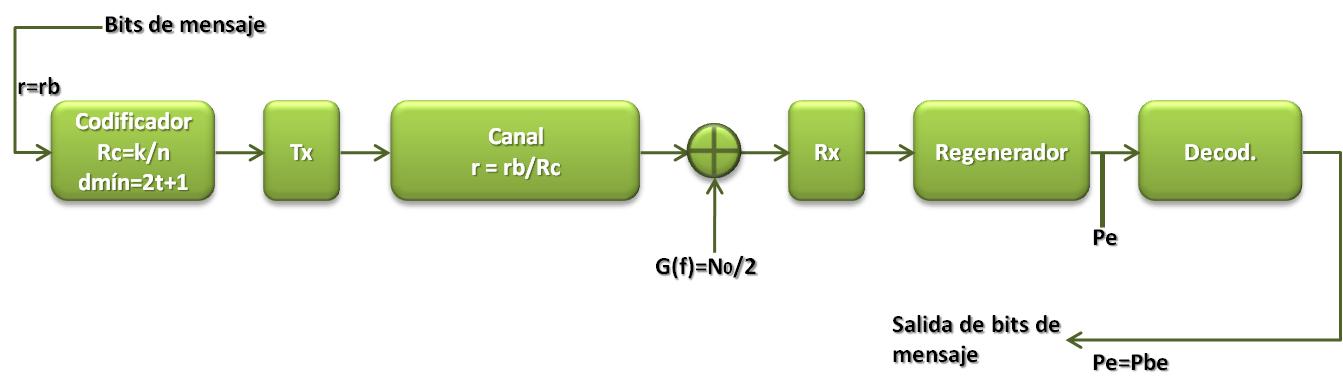 Bits de mensaje
r=rb
Codificador
Rc=k/n
dmín=2t+1
Tx
Canal
r = rb/Rc
Rx
Regenerador
Decod.
Pe
G(f)=N₀/2
Salida de bits de
mensaje
Pe=Pbe